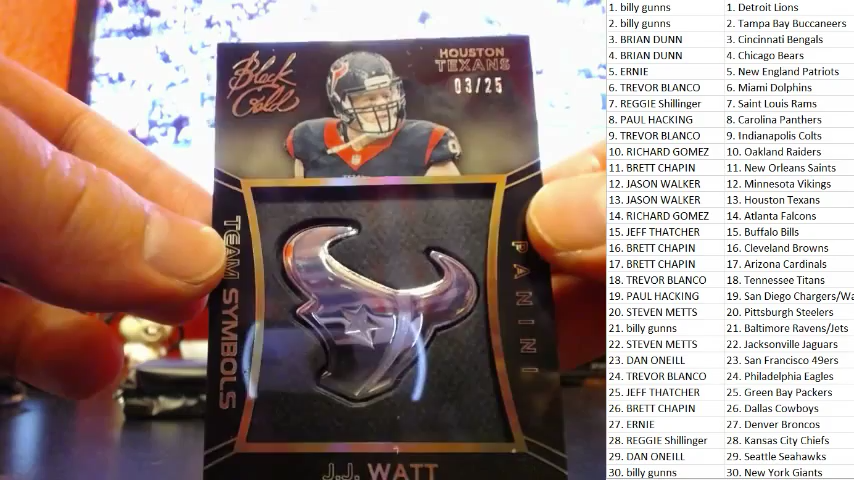 Black
Gold
HOUSTON
TEXANS
03/25
TEAM SYMBOLS
PANINI
J.J. WATT
1. billy gunns 1. Detroit Lions
2. billy gunns 2. Tampa Bay Buccaneers
3. BRIAN DUNN 3. Cincinnati Bengals
4. BRIAN DUNN 4. Chicago Bears
5. ERNIE 5. New England Patriots
6. TREVOR BLANCO 6. Miami Dolphins
7. REGGIE Shillinger 7. Saint Louis Rams
8. PAUL HACKING 8. Carolina Panthers
9. TREVOR BLANCO 9. Indianapolis Colts
10. RICHARD GOMEZ 10. Oakland Raiders
11. BRETT CHAPIN 11. New Orleans Saints
12. JASON WALKER 12. Minnesota Vikings
13. JASON WALKER 13. Houston Texans
14. RICHARD GOMEZ 14. Atlanta Falcons
15. JEFF THATCHER 15. Buffalo Bills
16. BRETT CHAPIN 16. Cleveland Browns
17. BRETT CHAPIN 17. Arizona Cardinals
18. TREVOR BLANCO 18. Tennessee Titans
19. PAUL HACKING 19. San Diego Chargers/Wa
20. STEVEN METTS 20. Pittsburgh Steelers
21. billy gunns 21. Baltimore Ravens/Jets
22. STEVEN METTS 22. Jacksonville Jaguars
23. DAN ONEILL 23. San Francisco 49ers
24. TREVOR BLANCO 24. Philadelphia Eagles
25. JEFF THATCHER 25. Green Bay Packers
26. BRETT CHAPIN 26. Dallas Cowboys
27. ERNIE 27. Denver Broncos
28. REGGIE Shillinger 28. Kansas City Chiefs
29. DAN ONEILL 29. Seattle Seahawks
30. billy gunns 30. New York Giants